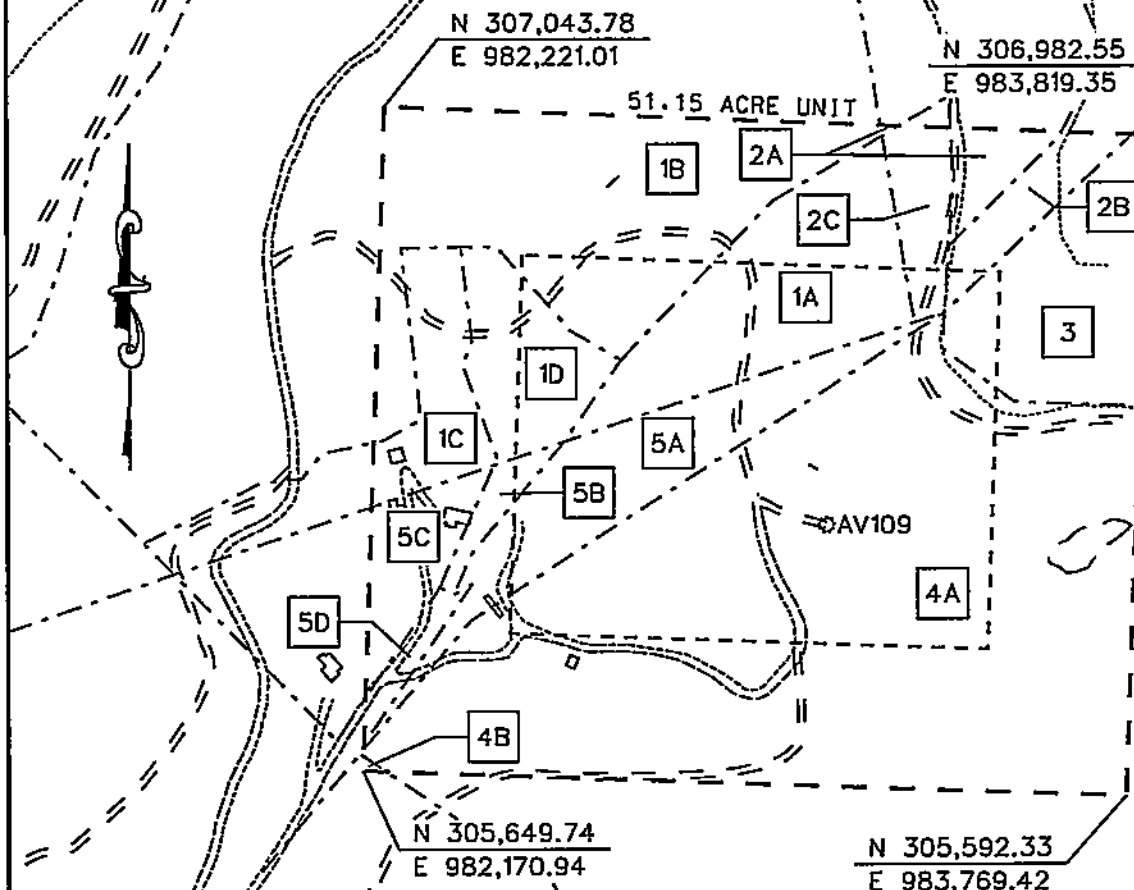 N 307,043.78
E 982,221.01
N 306,982.55
E 983,819.35
51.15 ACRE UNIT
2A
1B
2C
2B
1A
3
1D
1C
5A
5B
5C
AV109
4A
5D
4B
N 305,649.74
E 982,170.94
N 305,592.33
E 983,769.42